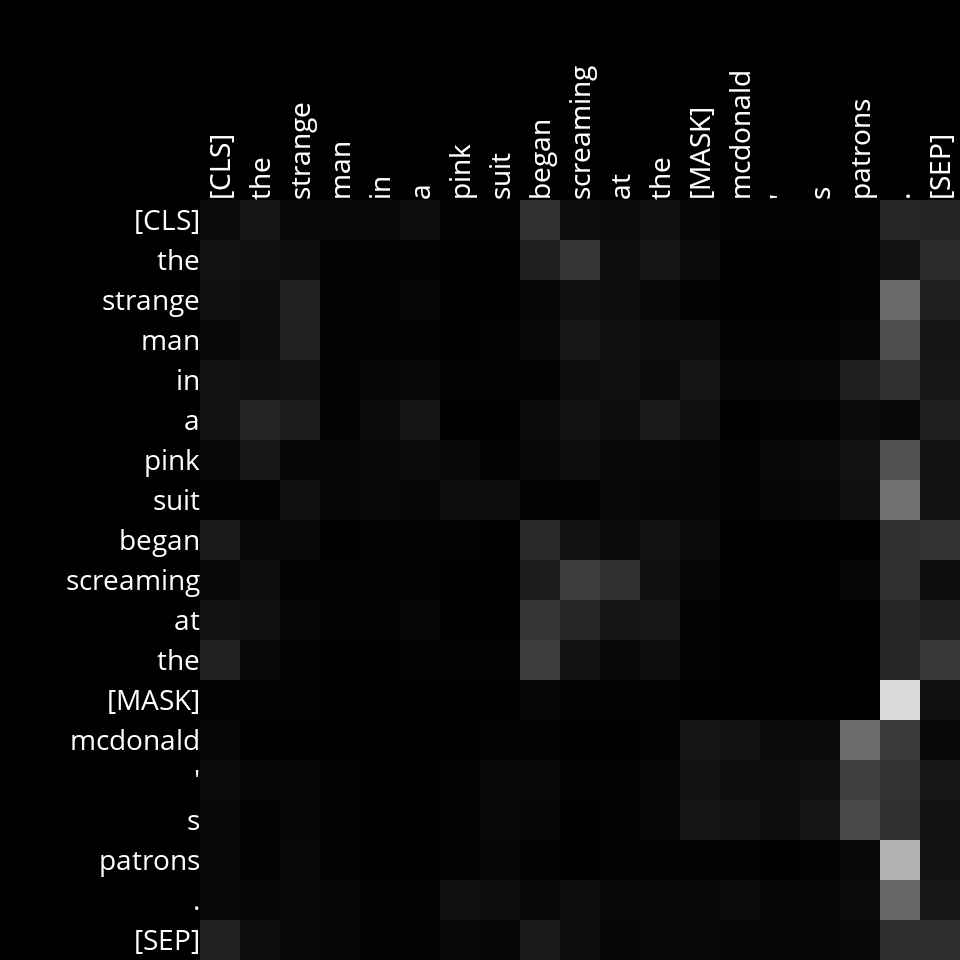 [CLS] the strange man in a pink suit began screaming at the [MASK] mcdonald ' s patrons . [SEP]
[CLS]
the
strange
man
in
a
pink
suit
began
screaming
at
the
[MASK]
mcdonald
'
s
patrons
.
[SEP]